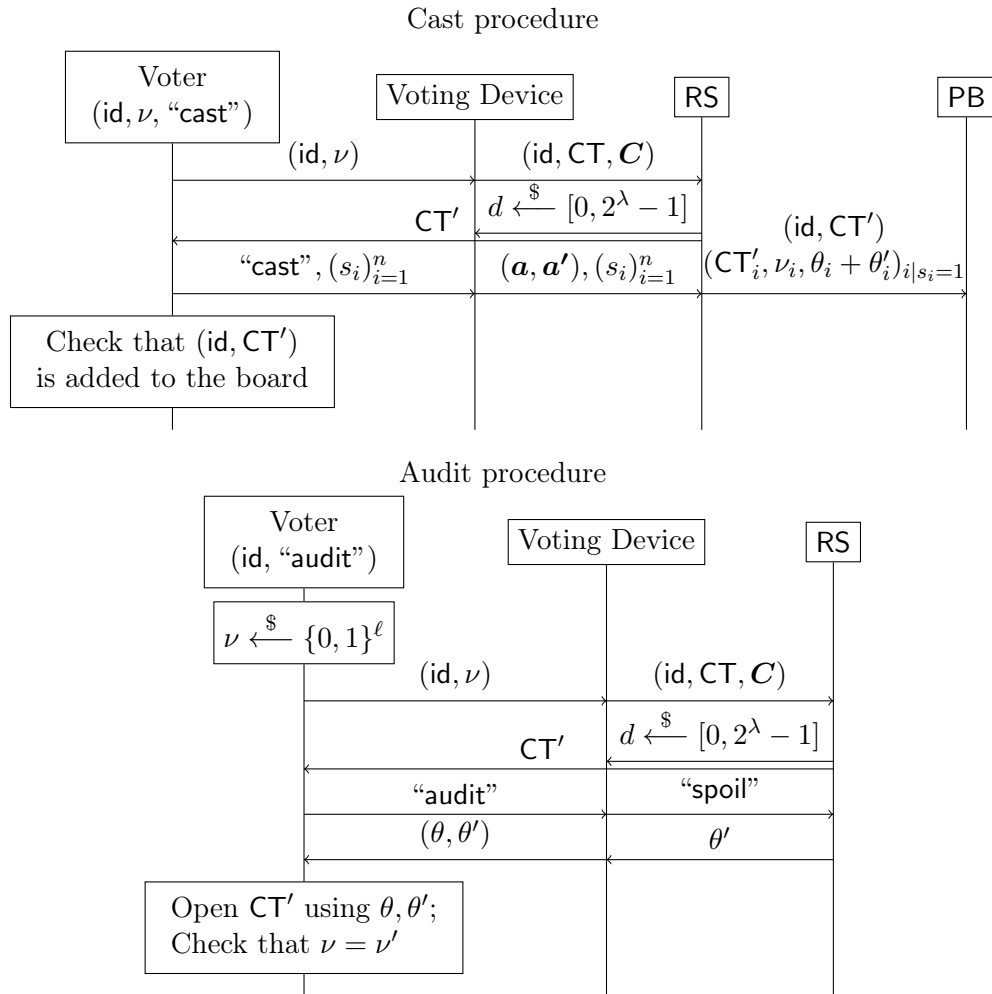 Cast procedure
Voter
(id, ν, “cast”)
Voting Device
RS
PB
(id, ν)
(id, CT, C)
d ←$ [0, 2^λ − 1]
CT′
(id, CT′)
“cast”, (s_i)_{i=1}^n
(a, a′), (s_i)_{i=1}^n
(CT′_i, ν_i, θ_i + θ′_i)_{i|s_i=1}
Check that (id, CT′)
is added to the board
Audit procedure
Voter
(id, “audit”)
Voting Device
RS
ν ←$ {0, 1}^ℓ
(id, ν)
(id, CT, C)
d ←$ [0, 2^λ − 1]
CT′
“audit”
“spoil”
(θ, θ′)
θ′
Open CT′ using θ, θ′;
Check that ν = ν′